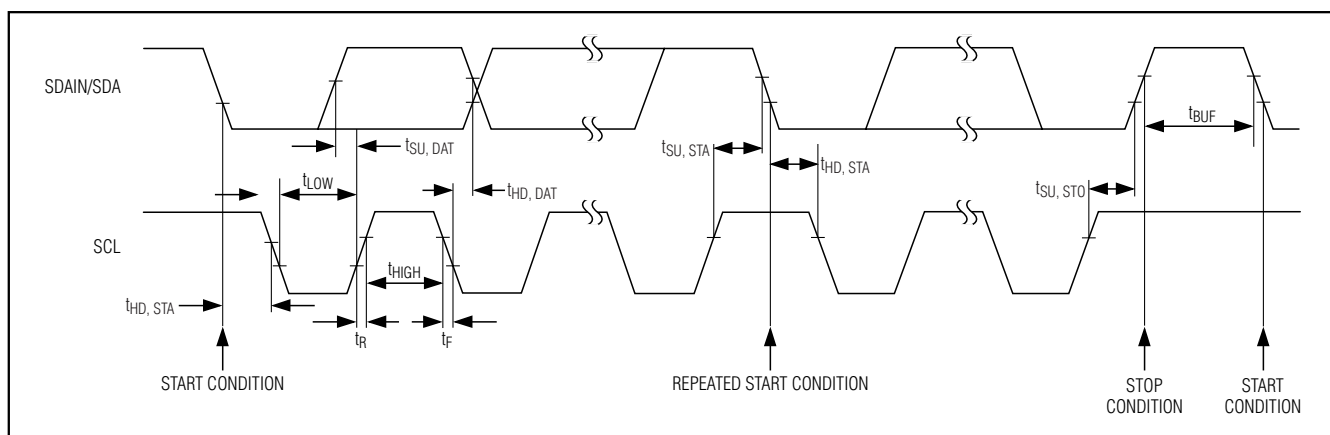 SDAIN/SDA
tSU, DAT
tSU, STA
tHD, STA
tBUF
tLOW
tHD, DAT
tSU, STO
SCL
tHIGH
tHD, STA
tR
tF
START CONDITION
REPEATED START CONDITION
STOP
CONDITION
START
CONDITION